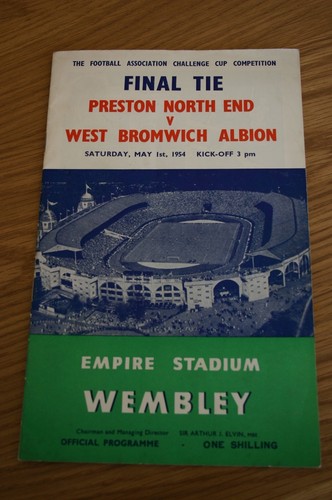 THE FOOTBALL ASSOCIATION CHALLENGE CUP COMPETITION
FINAL TIE
PRESTON NORTH END
V
WEST BROMWICH ALBION
SATURDAY, MAY 1st, 1954 KICK-OFF 3 pm
EMPIRE STADIUM
WEMBLEY
Chairman and Managing Director SIR ARTHUR J. ELVIN, MBE
OFFICIAL PROGRAMME - ONE SHILLING